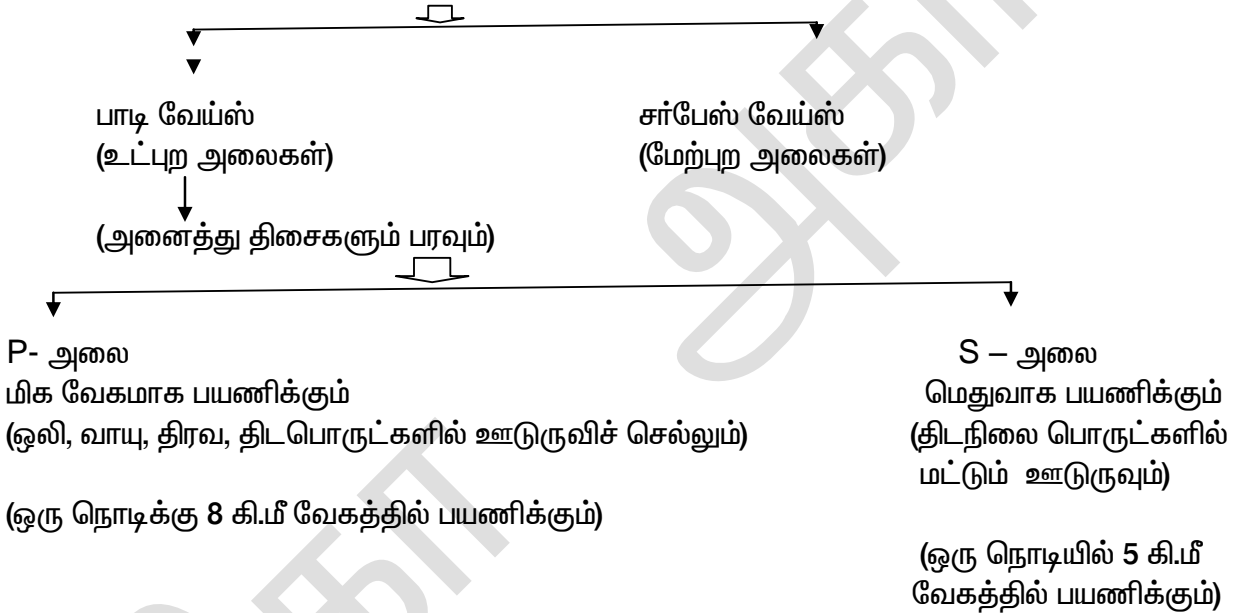 பாடி வேய்ஸ்
சர்பேஸ் வேய்ஸ்
(உட்புற அலைகள்)
(மேற்புற அலைகள்)
(அனைத்து திசைகளும் பரவும்)
P- அலை
மிக வேகமாக பயணிக்கும்
(ஒலி, வாயு, திரவ, திடபொருட்களில் ஊடுருவிச் செல்லும்)
(ஒரு நொடிக்கு 8 கி.மீ வேகத்தில் பயணிக்கும்)
S – அலை
மெதுவாக பயணிக்கும்
(திடநிலை பொருட்களில்
மட்டும் ஊடுருவும்)
(ஒரு நொடியில் 5 கி.மீ
வேகத்தில் பயணிக்கும்)